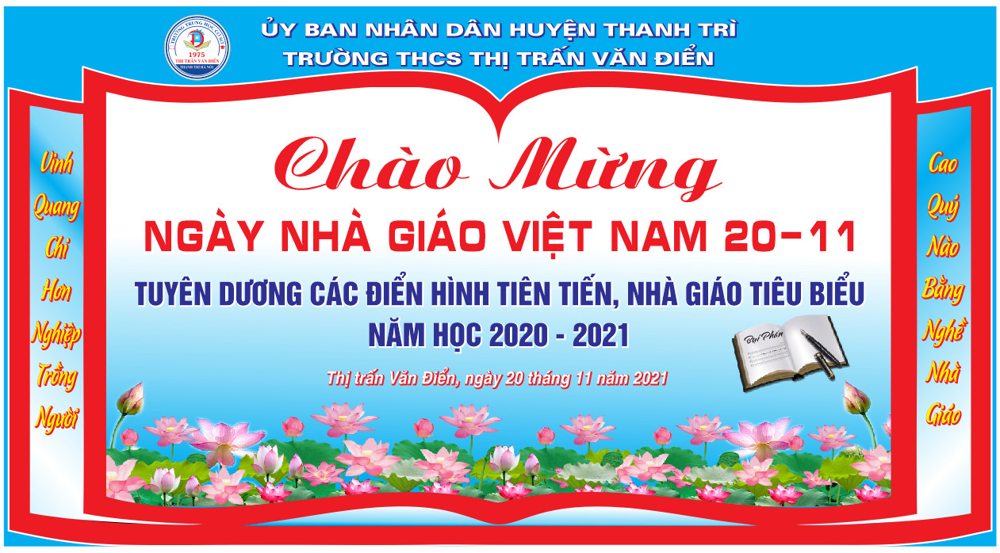 TRƯỜNG TRUNG HỌC CƠ SỞ
1975
THỊ TRẤN VĂN ĐIỂN
THANH TRÌ HÀ NỘI
ỦY BAN NHÂN DÂN HUYỆN THANH TRÌ
TRƯỜNG THCS THỊ TRẤN VĂN ĐIỂN
Chào Mừng
NGÀY NHÀ GIÁO VIỆT NAM 20-11
TUYÊN DƯƠNG CÁC ĐIỂN HÌNH TIÊN TIẾN, NHÀ GIÁO TIÊU BIỂU
NĂM HỌC 2020 - 2021
Bụi Phấn
Thị trấn Văn Điển, ngày 20 tháng 11 năm 2021
Vinh
Quang
Chi
Hơn
Nghiệp
Trồng
Người
Cao
Quý
Nào
Bằng
Nghề
Nhà
Giáo